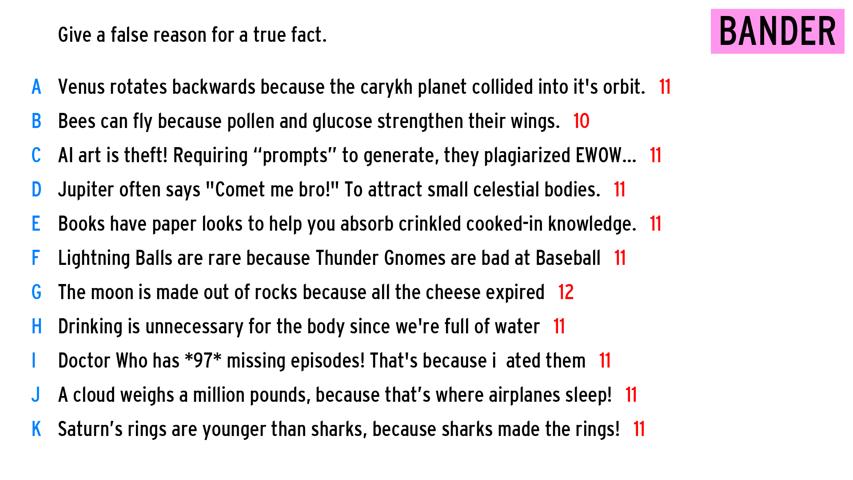 Give a false reason for a true fact.
BANDER
A Venus rotates backwards because the carykh planet collided into it's orbit. 11
B Bees can fly because pollen and glucose strengthen their wings. 10
C AI art is theft! Requiring “prompts” to generate, they plagiarized EWOW... 11
D Jupiter often says "Comet me bro!" To attract small celestial bodies. 11
E Books have paper looks to help you absorb crinkled cooked-in knowledge. 11
F Lightning Balls are rare because Thunder Gnomes are bad at Baseball 11
G The moon is made out of rocks because all the cheese expired 12
H Drinking is unnecessary for the body since we're full of water 11
I Doctor Who has *97* missing episodes! That's because i ated them 11
J A cloud weighs a million pounds, because that’s where airplanes sleep! 11
K Saturn’s rings are younger than sharks, because sharks made the rings! 11